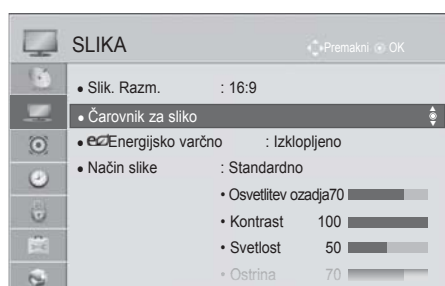 SLIKA
Premakni OK
• Slik. Razm. : 16:9
• Čarovnik za sliko
• eco Energijsko varčno : Izklopljeno
• Način slike : Standardno
• Osvetlitev ozadja70
• Kontrast 100
• Svetlost 50
• Ostrina 70